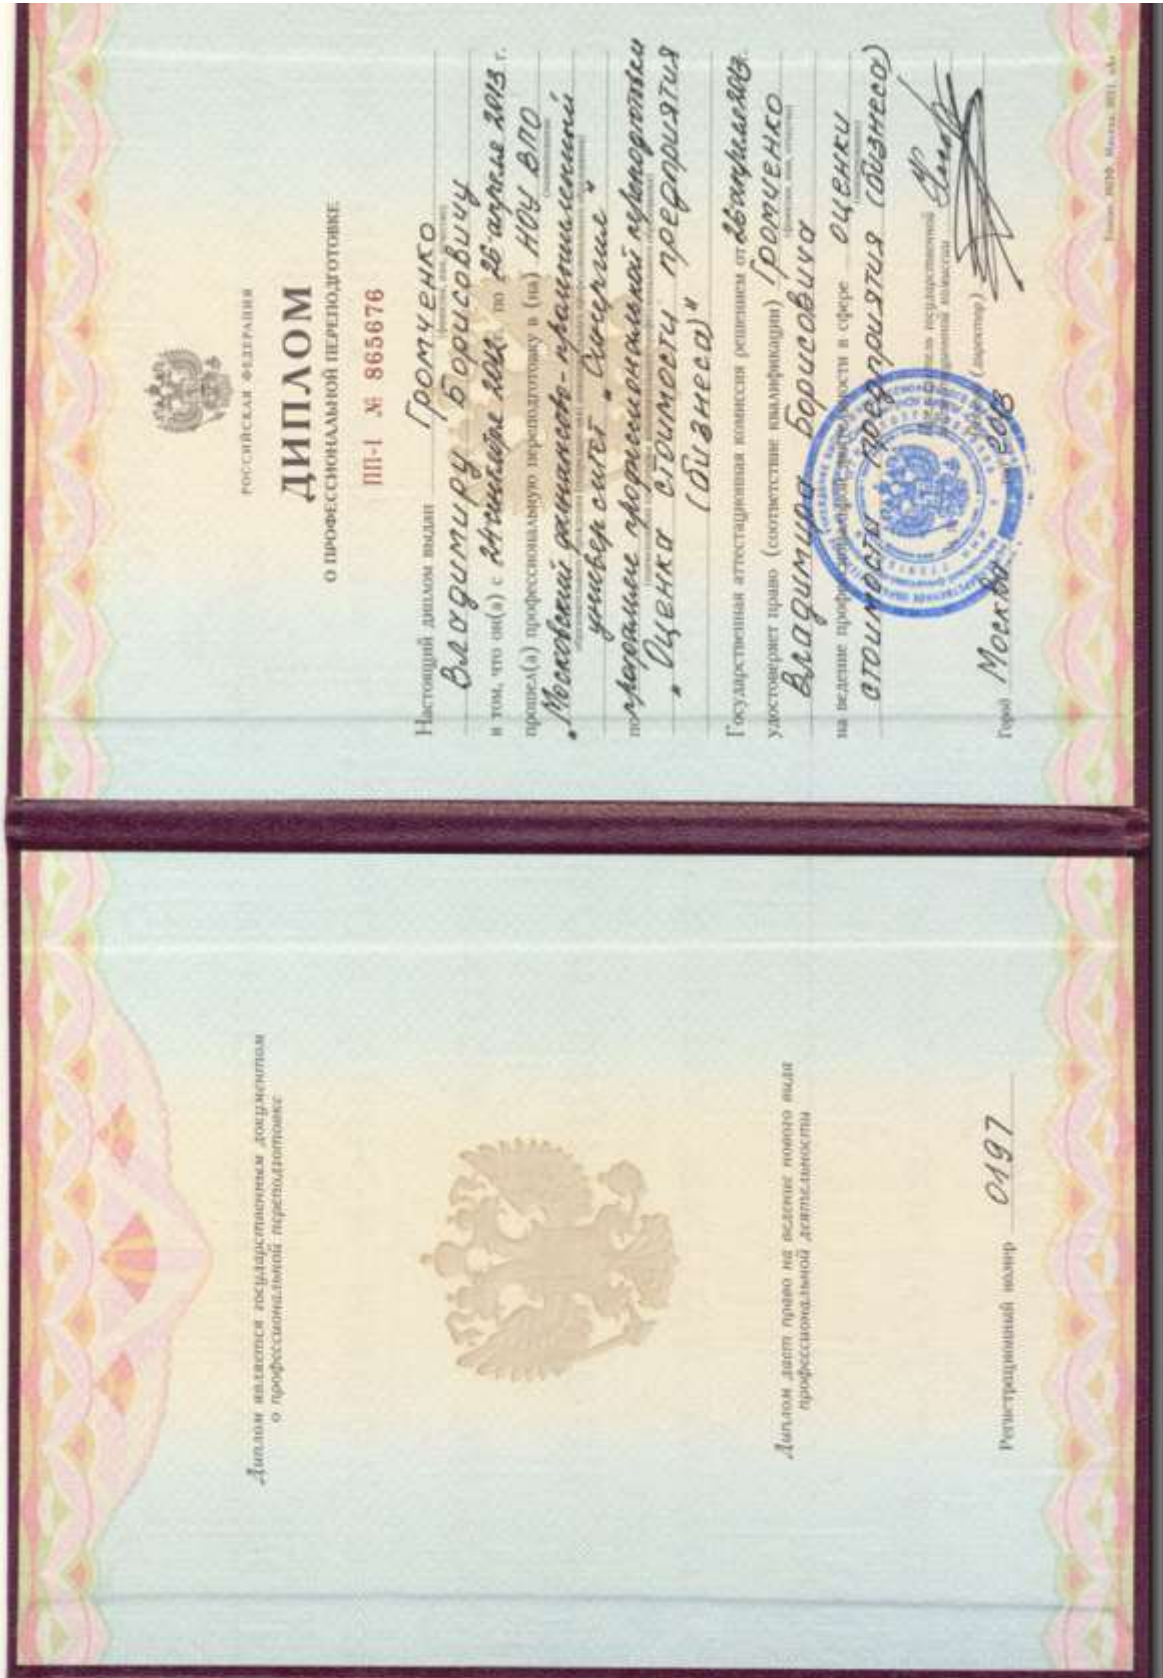 Диплом является государственным документом
о профессиональной переподготовке
Диплом дает право на ведение нового вида
профессиональной деятельности
Регистрационный номер 0197
РОССИЙСКАЯ ФЕДЕРАЦИЯ
ДИПЛОМ
О ПРОФЕССИОНАЛЬНОЙ ПЕРЕПОДГОТОВКЕ
ПП-I № 865676
Настоящий диплом выдан Громченко
Владимиру Борисовичу
в том, что он(а) с 24 сентября 2012 г. по 26 апреля 2013 г.
прошел(а) профессиональную переподготовку в (на) НОУ ВПО
„Московский финансово-промышленный
университет „Синергия"
по программе профессиональной переподготовки
„Оценка стоимости предприятия
(бизнеса)"
Государственная аттестационная комиссия решением от 26 апреля 2013
удостоверяет право (соответствие квалификации) Громченко
Владимира Борисовича
на ведение профессиональной деятельности в сфере оценки
стоимости предприятия (бизнеса)
государственной
комиссии
(директор)
Город Москва 2013